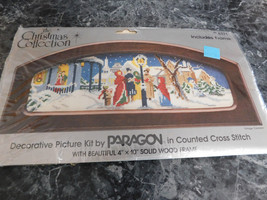 Christmas
Collection
Includes Frame
Decorative Picture Kit by PARAGON in Counted Cross Stitch
WITH BEAUTIFUL 4" x 10" SOLID WOOD FRAME